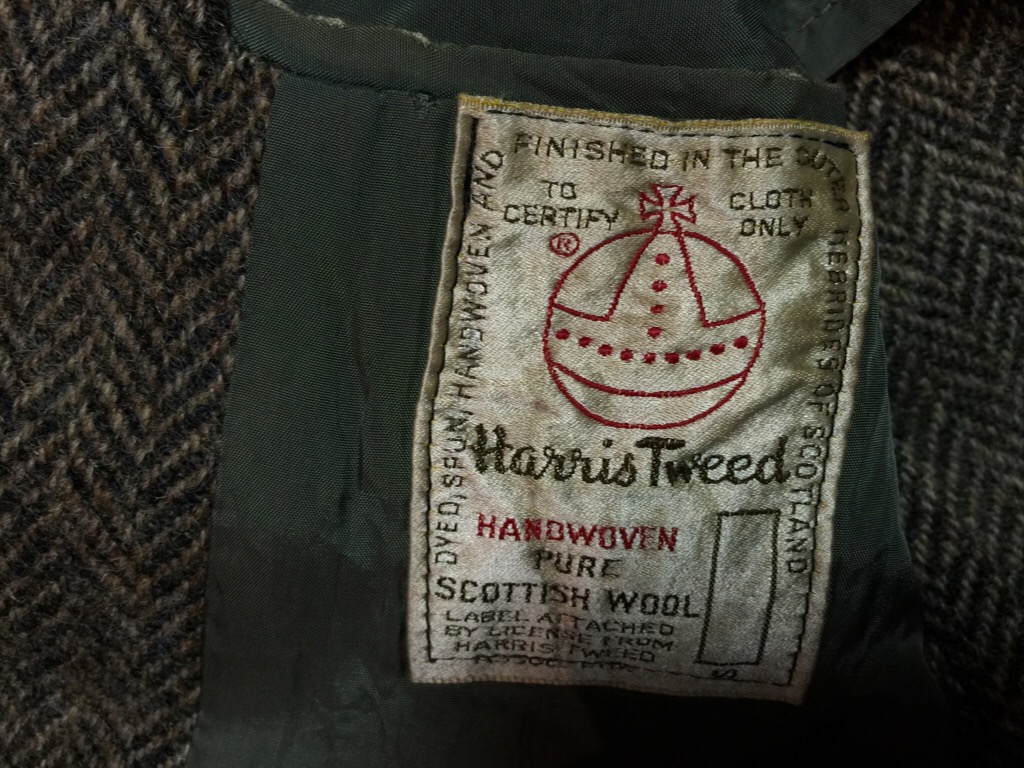 DYED, SPUN, HANDWOVEN AND FINISHED IN THE OUTER HEBRIDES OF SCOTLAND
TO CERTIFY
CLOTH ONLY
®
Harris Tweed
HANDWOVEN
PURE
SCOTTISH WOOL
LABEL ATTACHED
BY LICENSE FROM
HARRIS TWEED